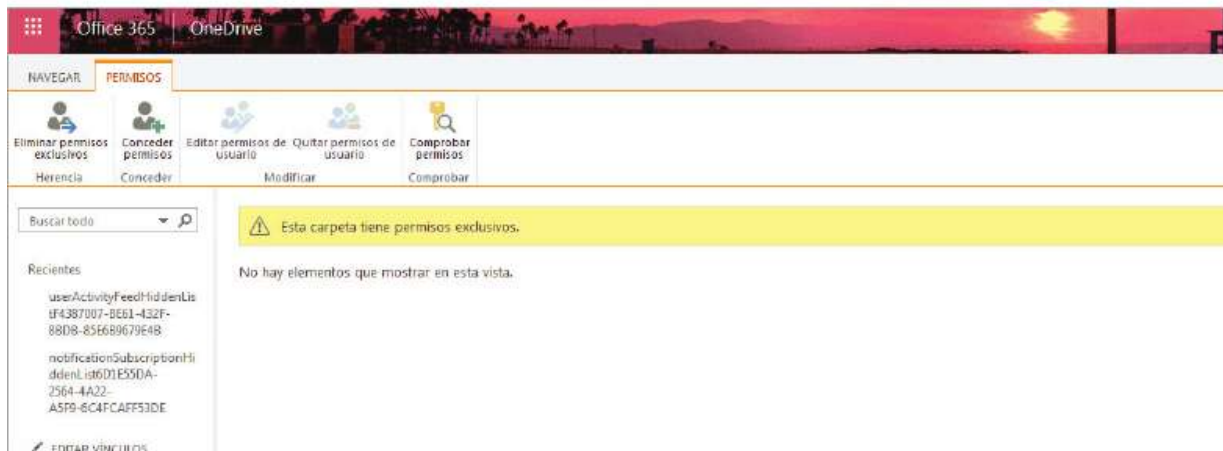 Office 365
OneDrive
NAVEGAR
PERMISOS
Eliminar permisos
exclusivos
Conceder
permisos
Editar permisos de
usuario
Quitar permisos de
usuario
Comprobar
permisos
Herencia
Conceder
Modificar
Comprobar
Buscar todo
Esta carpeta tiene permisos exclusivos.
No hay elementos que mostrar en esta vista.
Recientes
userActivityFeedHiddenLis
tF4387007-BE61-432F-
8BDB-85E6B9679E4B
notificationSubscriptionHi
ddenList6D1E55DA-
2564-4A22-
A5F9-6C4FCAFF53DE
EDITAR VÍNCULOS